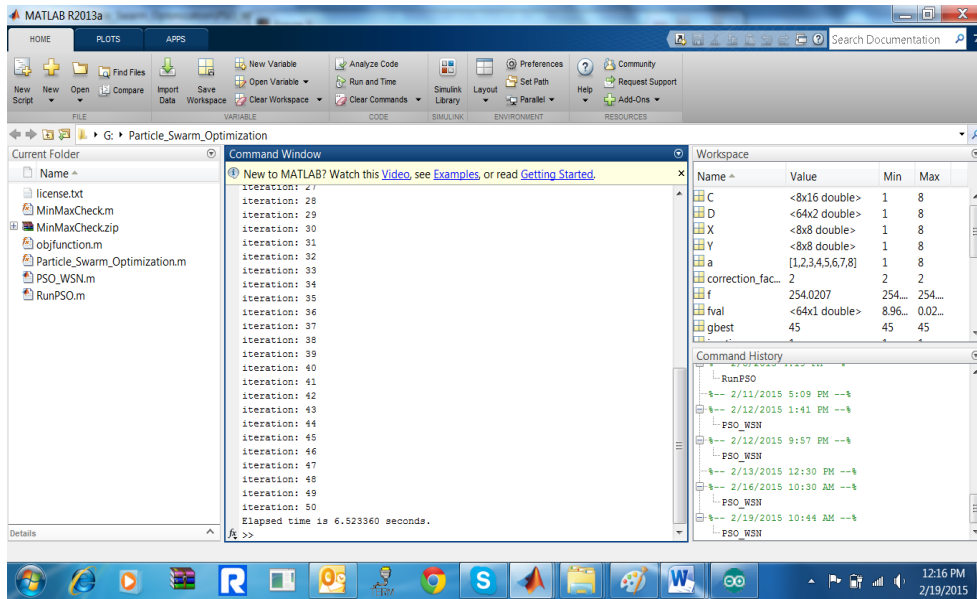 MATLAB R2013a
HOME PLOTS APPS
Search Documentation
New Script
New
Open
Find Files
Compare
Import Data
Save Workspace
New Variable
Open Variable
Clear Workspace
Analyze Code
Run and Time
Clear Commands
Simulink Library
Layout
Preferences
Set Path
Parallel
Help
Community
Request Support
Add-Ons
FILE VARIABLE CODE SIMULINK ENVIRONMENT RESOURCES
G: Particle_Swarm_Optimization
Current Folder
Name
license.txt
MinMaxCheck.m
MinMaxCheck.zip
objfunction.m
Particle_Swarm_Optimization.m
PSO_WSN.m
RunPSO.m
Details
Command Window
New to MATLAB? Watch this Video, see Examples, or read Getting Started.
iteration: 27
iteration: 28
iteration: 29
iteration: 30
iteration: 31
iteration: 32
iteration: 33
iteration: 34
iteration: 35
iteration: 36
iteration: 37
iteration: 38
iteration: 39
iteration: 40
iteration: 41
iteration: 42
iteration: 43
iteration: 44
iteration: 45
iteration: 46
iteration: 47
iteration: 48
iteration: 49
iteration: 50
Elapsed time is 6.523360 seconds.
fx >>
Workspace
Name Value Min Max
C <8x16 double> 1 8
D <64x2 double> 1 8
X <8x8 double> 1 8
Y <8x8 double> 1 8
a [1,2,3,4,5,6,7,8] 1 8
correction_fac... 2 2 2
f 254.0207 254.... 254....
fval <64x1 double> 8.96... 0.02...
gbest 45 45 45
Command History
RunPSO
%-- 2/11/2015 5:09 PM --%
%-- 2/12/2015 1:41 PM --%
PSO_WSN
%-- 2/12/2015 9:57 PM --%
PSO_WSN
%-- 2/13/2015 12:30 PM --%
%-- 2/16/2015 10:30 AM --%
PSO_WSN
%-- 2/19/2015 10:44 AM --%
PSO_WSN
12:16 PM
2/19/2015